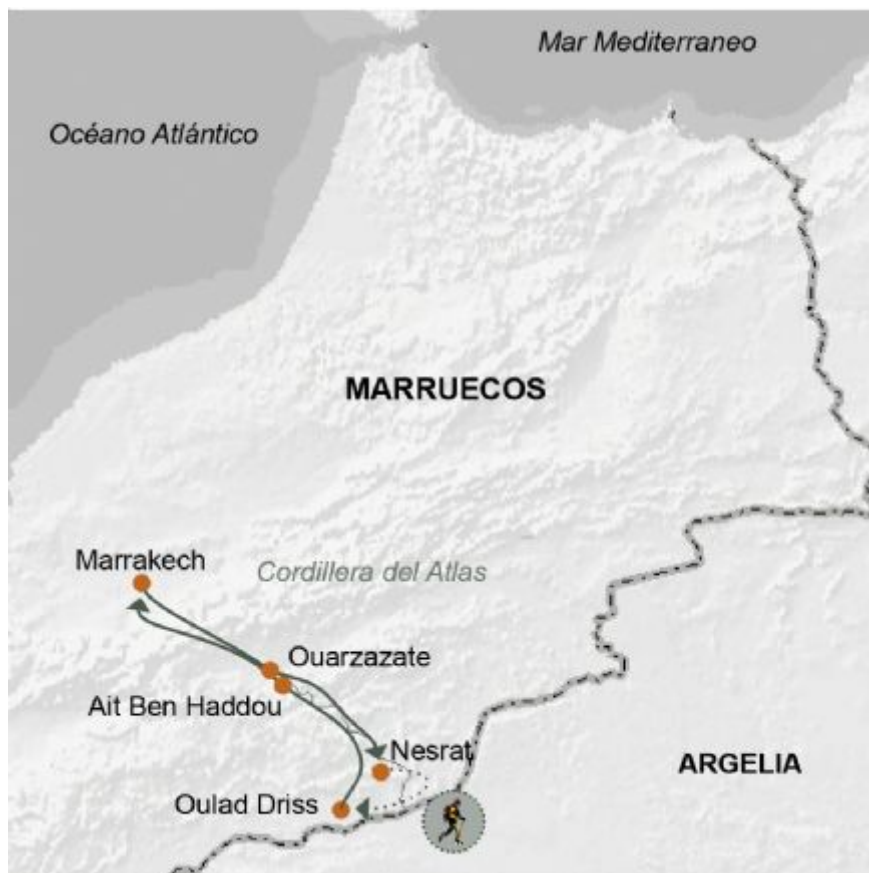 Mar Mediterraneo
Océano Atlántico
MARRUECOS
Marrakech
Cordillera del Atlas
Ouarzazate
Ait Ben Haddou
Nesrat
ARGELIA
Oulad Driss